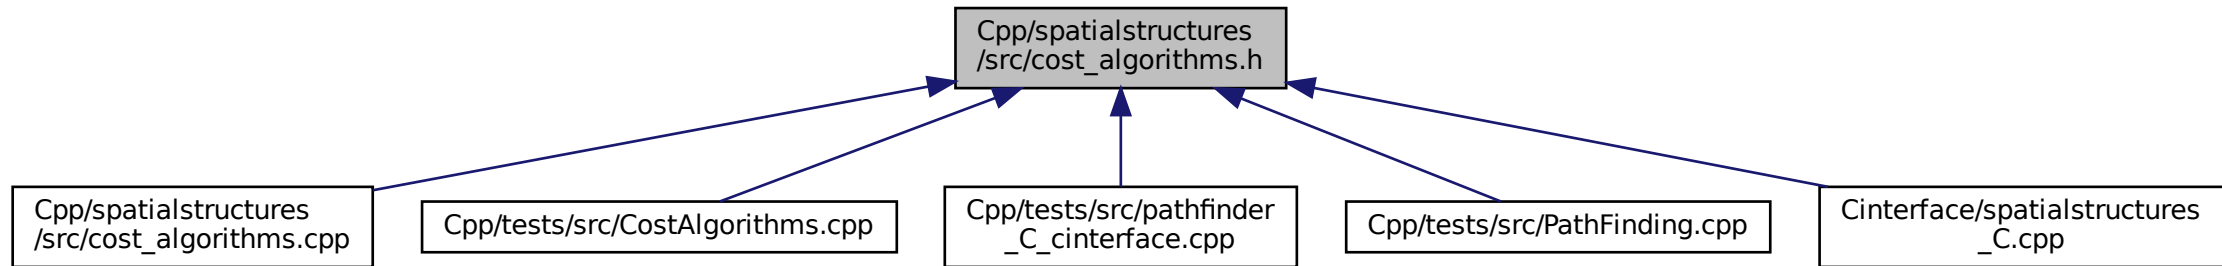 Cpp/spatialstructures
/src/cost_algorithms.h
Cpp/spatialstructures
/src/cost_algorithms.cpp
Cpp/tests/src/CostAlgorithms.cpp
Cpp/tests/src/pathfinder
_C_cinterface.cpp
Cpp/tests/src/PathFinding.cpp
Cinterface/spatialstructures
_C.cpp